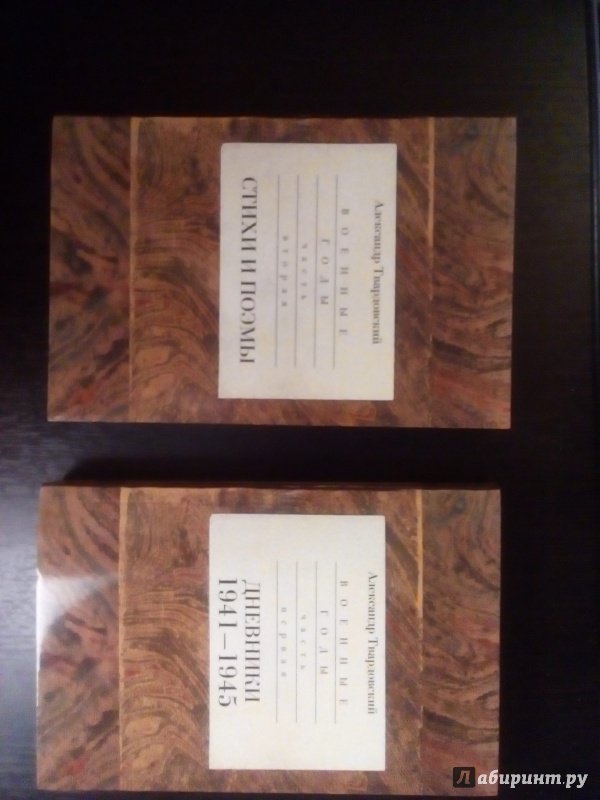 Александр Твардовский
ВОЕННЫЕ
ГОДЫ
часть
вторая
СТИХИ И ПОЭМЫ
Александр Твардовский
ВОЕННЫЕ
ГОДЫ
часть
первая
ДНЕВНИКИ
1941–1945
Лабиринт.ру